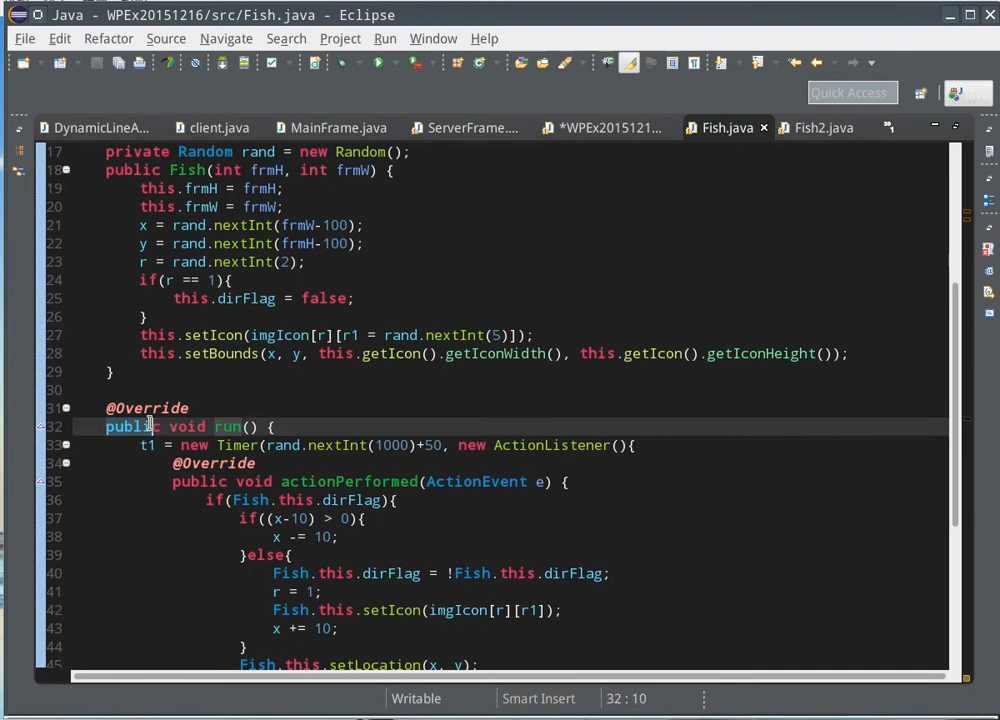 Java - WPEx20151216/src/Fish.java - Eclipse
File Edit Refactor Source Navigate Search Project Run Window Help
Quick Access
DynamicLineA... client.java MainFrame.java ServerFrame.... *WPEx2015121... Fish.java Fish2.java
17 private Random rand = new Random();
18 public Fish(int frmH, int frmW) {
19 this.frmH = frmH;
20 this.frmW = frmW;
21 x = rand.nextInt(frmW-100);
22 y = rand.nextInt(frmH-100);
23 r = rand.nextInt(2);
24 if(r == 1){
25 this.dirFlag = false;
26 }
27 this.setIcon(imgIcon[r][r1 = rand.nextInt(5)]);
28 this.setBounds(x, y, this.getIcon().getIconWidth(), this.getIcon().getIconHeight());
29 }
30
31 @Override
32 public void run() {
33 t1 = new Timer(rand.nextInt(1000)+50, new ActionListener(){
34 @Override
35 public void actionPerformed(ActionEvent e) {
36 if(Fish.this.dirFlag){
37 if((x-10) > 0){
38 x -= 10;
39 }else{
40 Fish.this.dirFlag = !Fish.this.dirFlag;
41 r = 1;
42 Fish.this.setIcon(imgIcon[r][r1]);
43 x += 10;
44 }
45 Fish.this.setLocation(x, y);
Writable Smart Insert 32 : 10